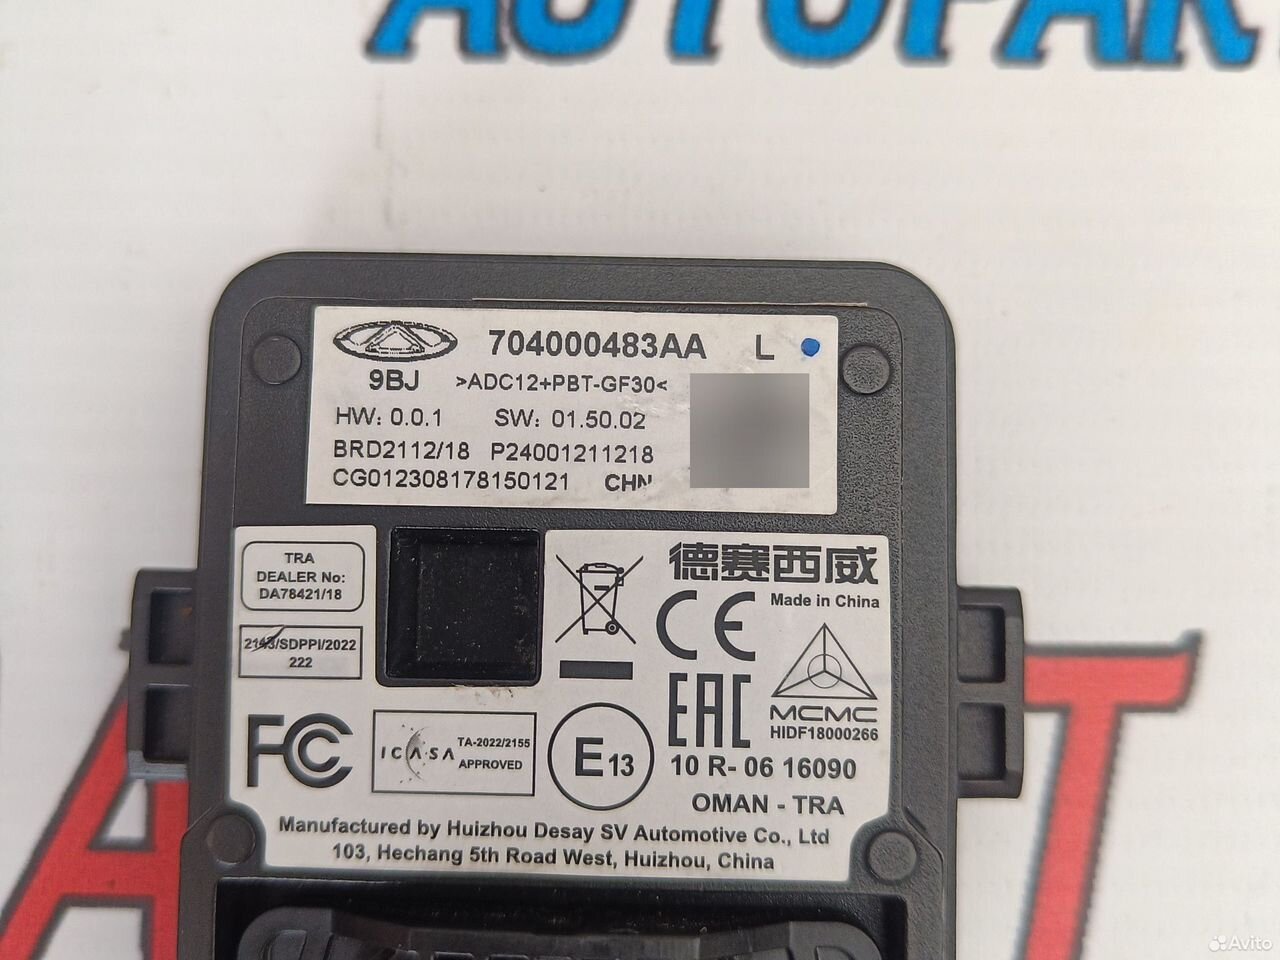 AUTOPAR
704000483AA L
9BJ >ADC12+PBT-GF30<
HW: 0.0.1 SW: 01.50.02
BRD2112/18 P24001211218
CG012308178150121 CHN
TRA
DEALER No:
DA78421/18
2143/SDPPI/2022
222
FC
ICASA TA-2022/2155
APPROVED
德赛西威
Made in China
CE
EAC
MCMC
HIDF18000266
E13
10 R- 06 16090
OMAN - TRA
Manufactured by Huizhou Desay SV Automotive Co., Ltd
103, Hechang 5th Road West, Huizhou, China
Avito